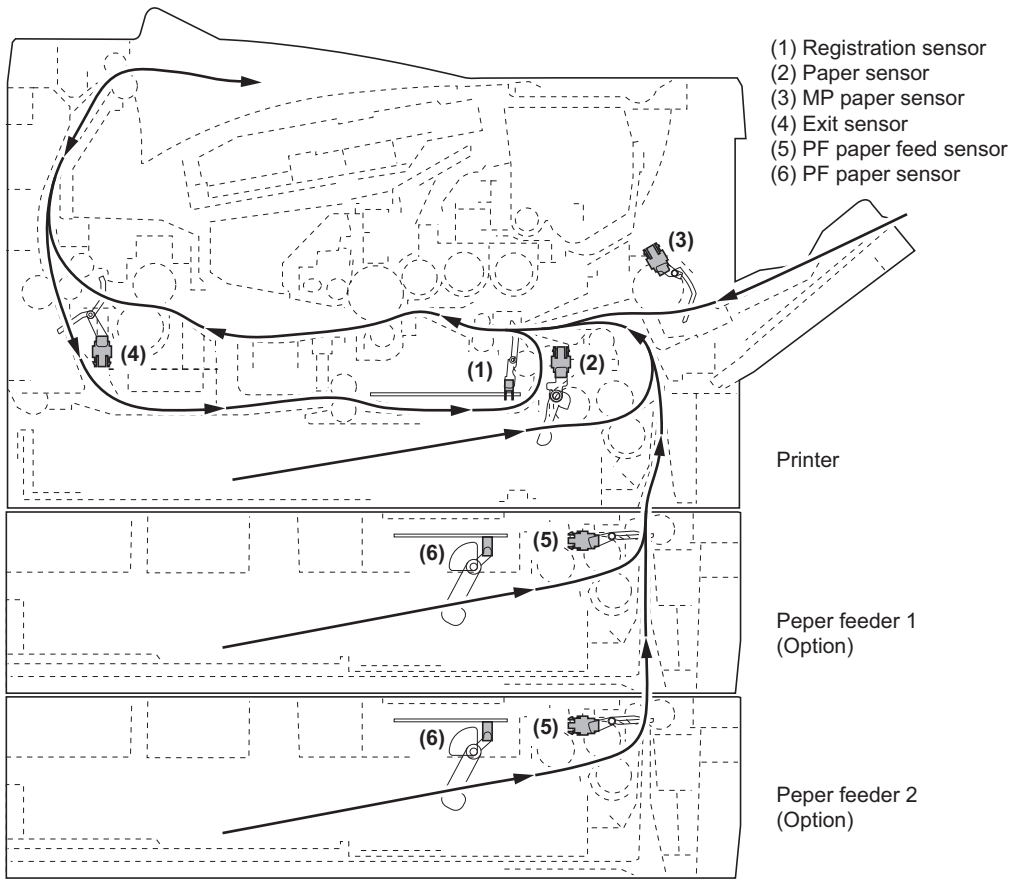 (1) Registration sensor
(2) Paper sensor
(3) MP paper sensor
(4) Exit sensor
(5) PF paper feed sensor
(6) PF paper sensor
(3)
(4)
(1)
(2)
Printer
(6)
(5)
Peper feeder 1
(Option)
(6)
(5)
Peper feeder 2
(Option)